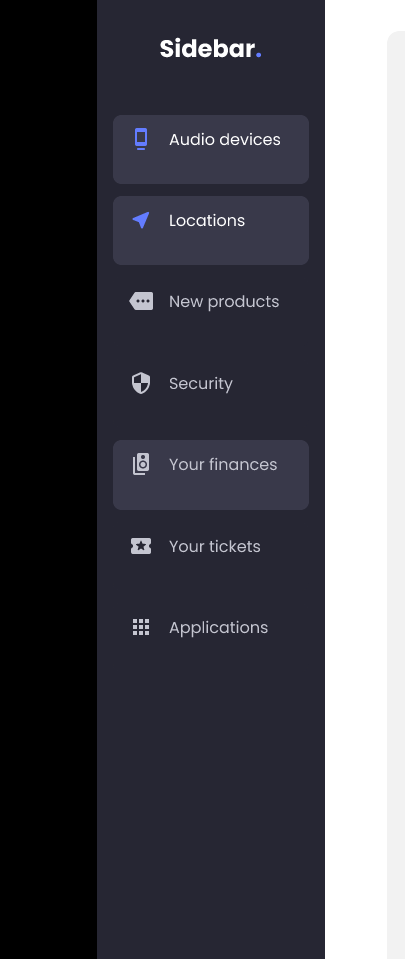 Sidebar.
Audio devices
Locations
New products
Security
Your finances
Your tickets
Applications